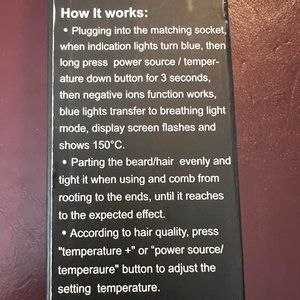 How It works:
• Plugging into the matching socket,
when indication lights turn blue, then
long press power source / temper-
ature down button for 3 seconds,
then negative ions function works,
blue lights transfer to breathing light
mode, display screen flashes and
shows 150°C.
• Parting the beard/hair evenly and
tight it when using and comb from
rooting to the ends, until it reaches
to the expected effect.
• According to hair quality, press
"temperature +" or "power source/
temperaure" button to adjust the
setting temperature.